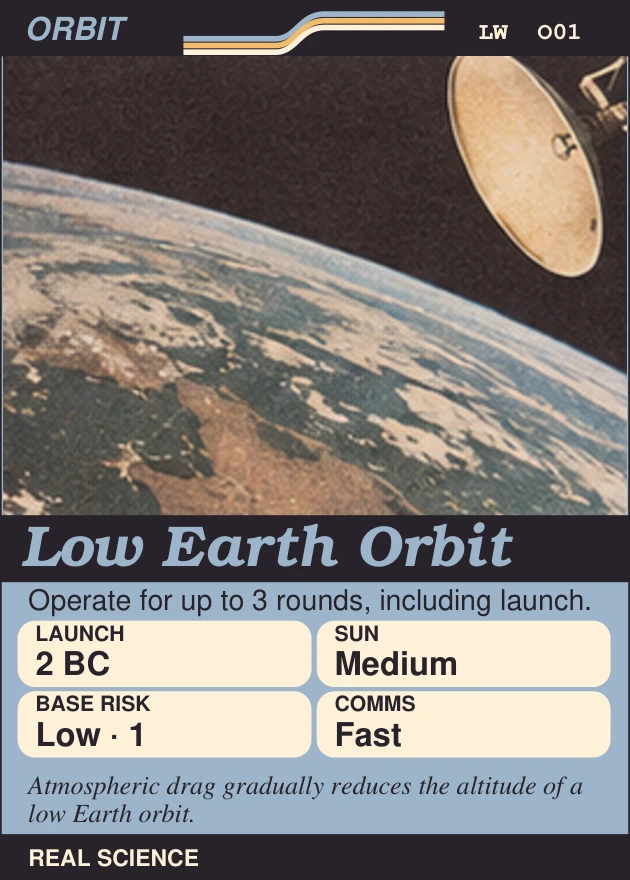 ORBIT LW O01
Low Earth Orbit
Operate for up to 3 rounds, including launch.
LAUNCH
2 BC
SUN
Medium
BASE RISK
Low · 1
COMMS
Fast
Atmospheric drag gradually reduces the altitude of a
low Earth orbit.
REAL SCIENCE